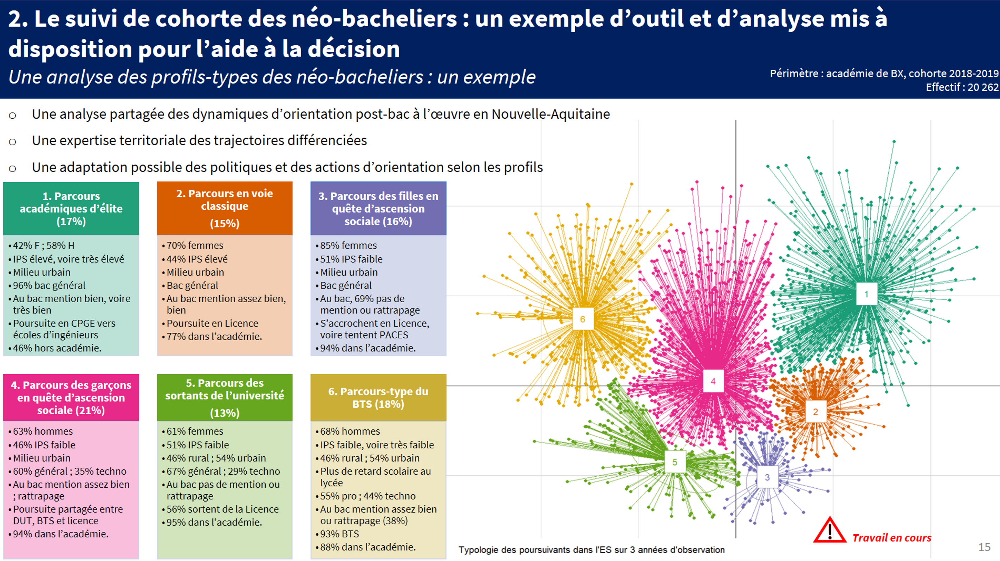 2. Le suivi de cohorte des néo-bacheliers : un exemple d’outil et d’analyse mis à
disposition pour l’aide à la décision
Une analyse des profils-types des néo-bacheliers : un exemple
Périmètre : académie de BX, cohorte 2018-2019
Effectif : 20 262
o Une analyse partagée des dynamiques d’orientation post-bac à l’œuvre en Nouvelle-Aquitaine
o Une expertise territoriale des trajectoires différenciées
o Une adaptation possible des politiques et des actions d’orientation selon les profils
1. Parcours
académiques d’élite
(17%)
• 42% F ; 58% H
• IPS élevé, voire très élevé
• Milieu urbain
• 96% bac général
• Au bac mention bien, voire
très bien
• Poursuite en CPGE vers
écoles d’ingénieurs
• 46% hors académie.
2. Parcours en voie
classique
(15%)
• 70% femmes
• 44% IPS élevé
• Milieu urbain
• Bac général
• Au bac mention assez bien,
bien
• Poursuite en Licence
• 77% dans l’académie.
3. Parcours des filles en
quête d’ascension
sociale (16%)
• 85% femmes
• 51% IPS faible
• Milieu urbain
• Bac général
• Au bac, 69% pas de
mention ou rattrapage
• S’accrochent en Licence,
voire tentent PACES
• 94% dans l’académie.
4. Parcours des garçons
en quête d’ascension
sociale (21%)
• 63% hommes
• 46% IPS faible
• Milieu urbain
• 60% général ; 35% techno
• Au bac mention assez bien
; rattrapage
• Poursuite partagée entre
DUT, BTS et licence
• 94% dans l’académie.
5. Parcours des
sortants de l’université
(13%)
• 61% femmes
• 51% IPS faible
• 46% rural ; 54% urbain
• 67% général ; 29% techno
• Au bac pas de mention ou
rattrapage
• 56% sortent de la Licence
• 95% dans l’académie.
6. Parcours-type du
BTS (18%)
• 68% hommes
• IPS faible, voire très faible
• 46% rural ; 54% urbain
• Plus de retard scolaire au
lycée
• 55% pro ; 44% techno
• Au bac mention assez bien
ou rattrapage (38%)
• 93% BTS
• 88% dans l’académie.
1
6
4
2
5
3
Typologie des poursuivants dans l'ES sur 3 années d'observation
!
Travail en cours
15